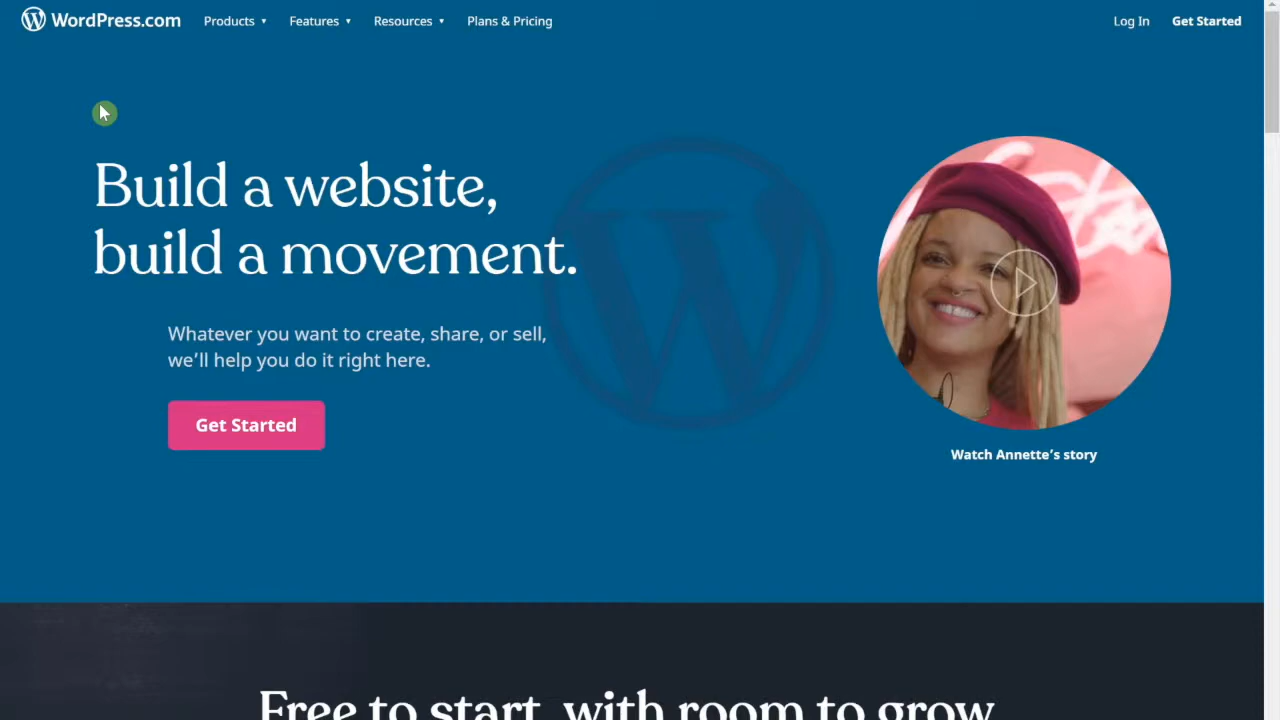 WordPress.com Products ▾ Features ▾ Resources ▾ Plans & Pricing Log In Get Started
Build a website,
build a movement.
Whatever you want to create, share, or sell,
we’ll help you do it right here.
Get Started
Watch Annette’s story
Free to start, with room to grow